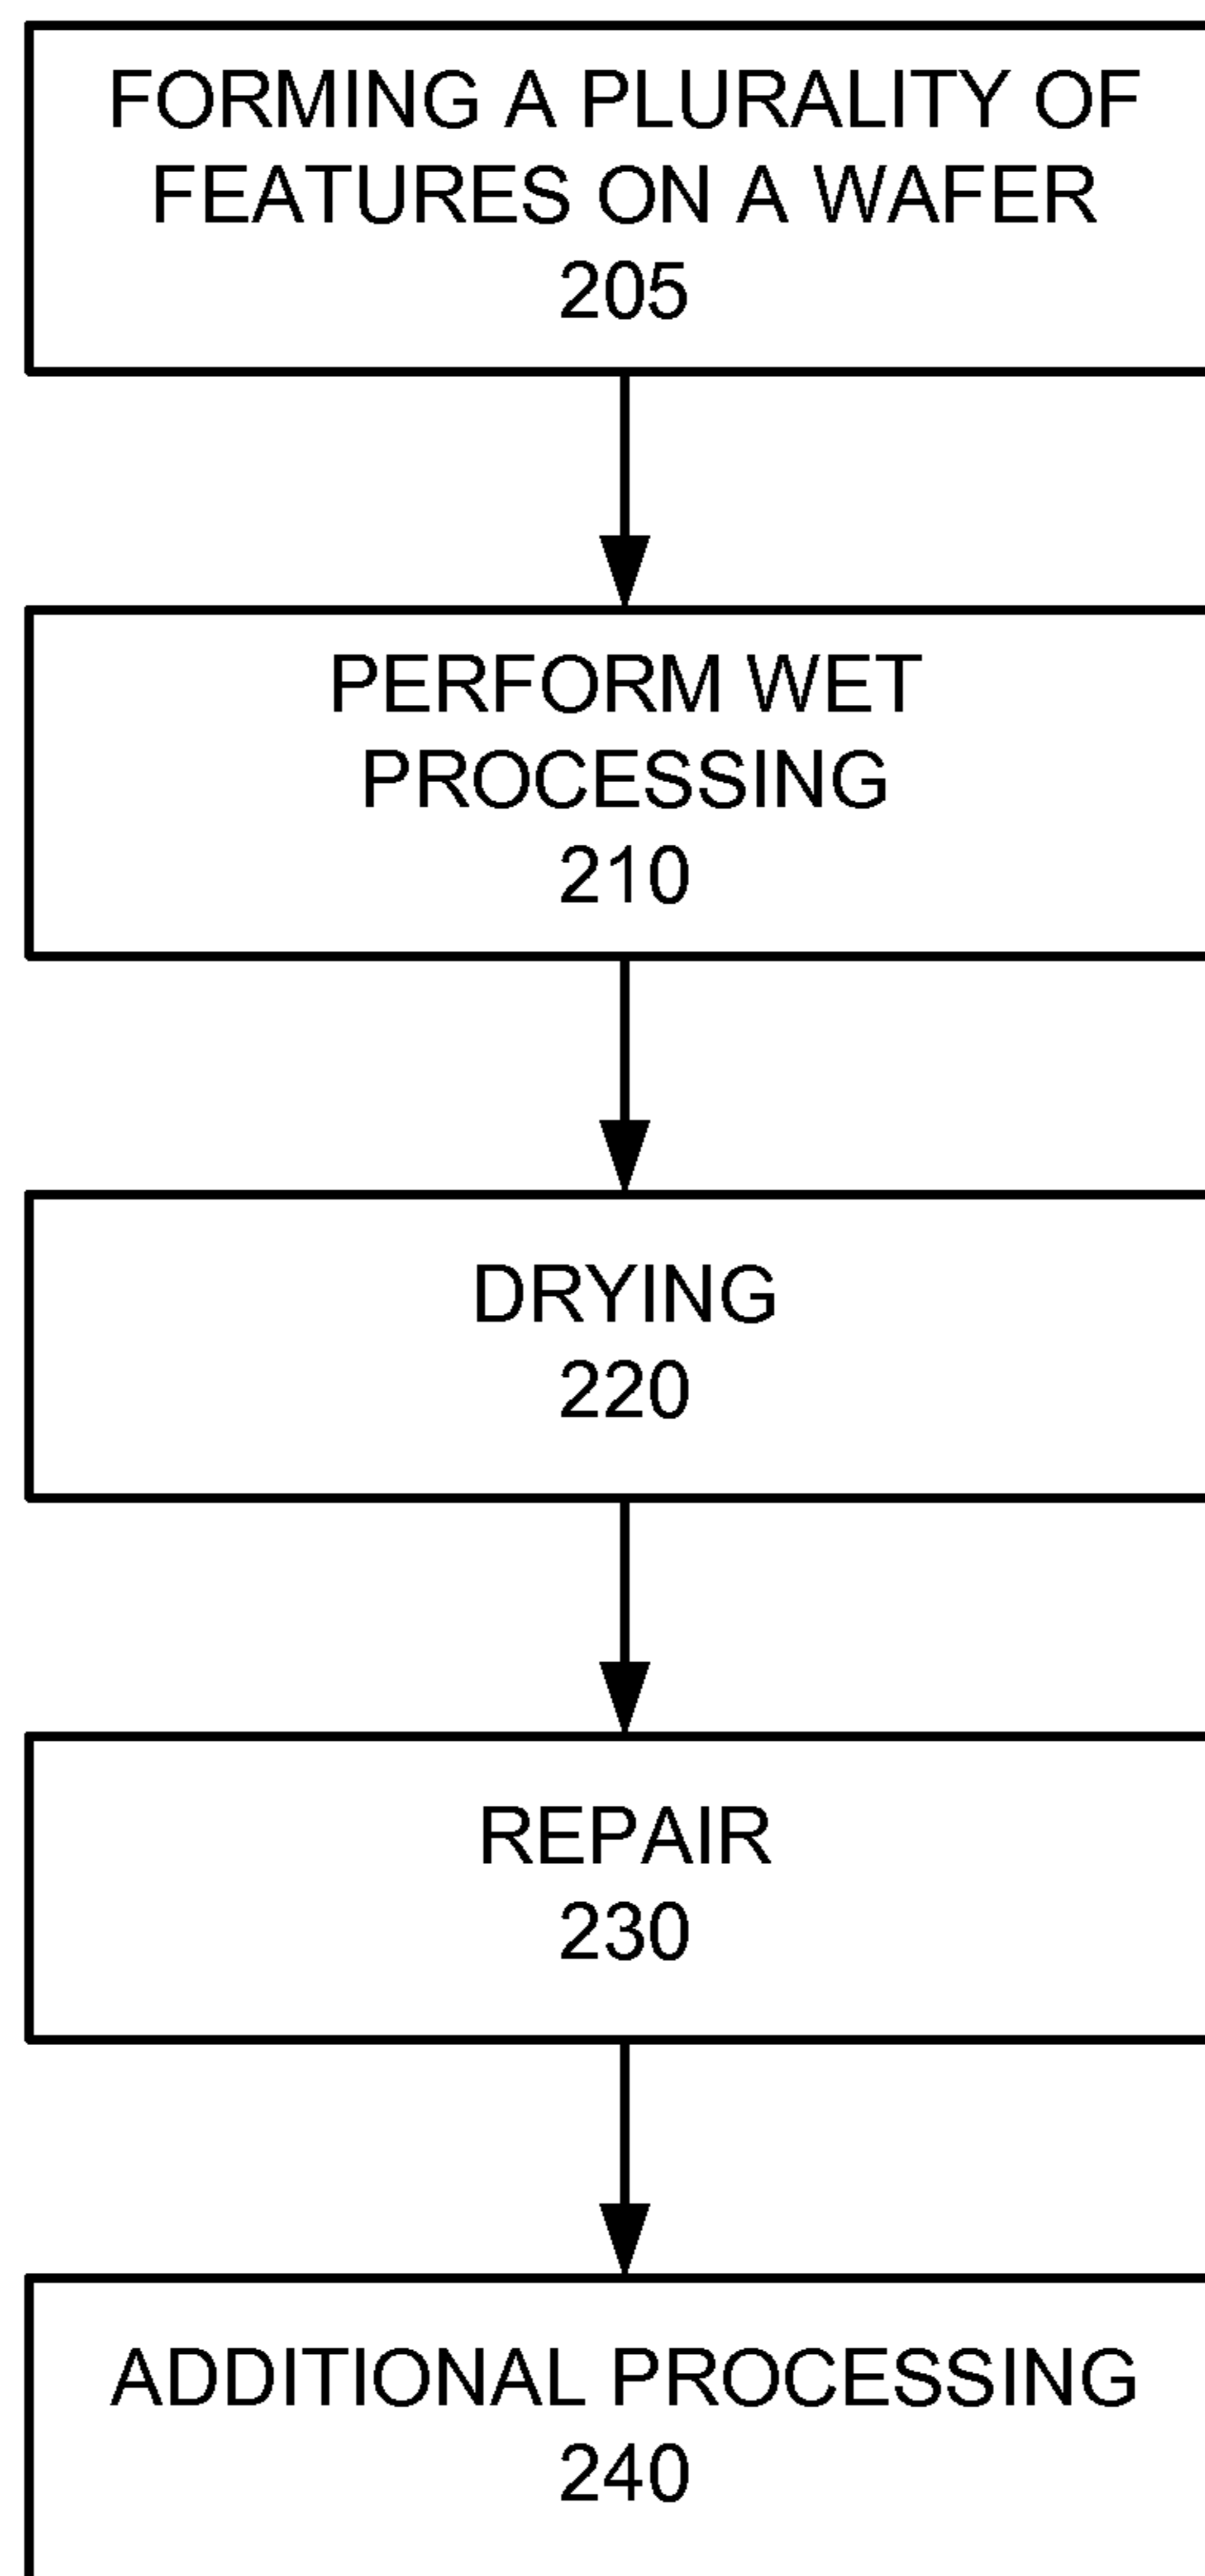 FORMING A PLURALITY OF
FEATURES ON A WAFER
205
PERFORM WET
PROCESSING
210
DRYING
220
REPAIR
230
ADDITIONAL PROCESSING
240